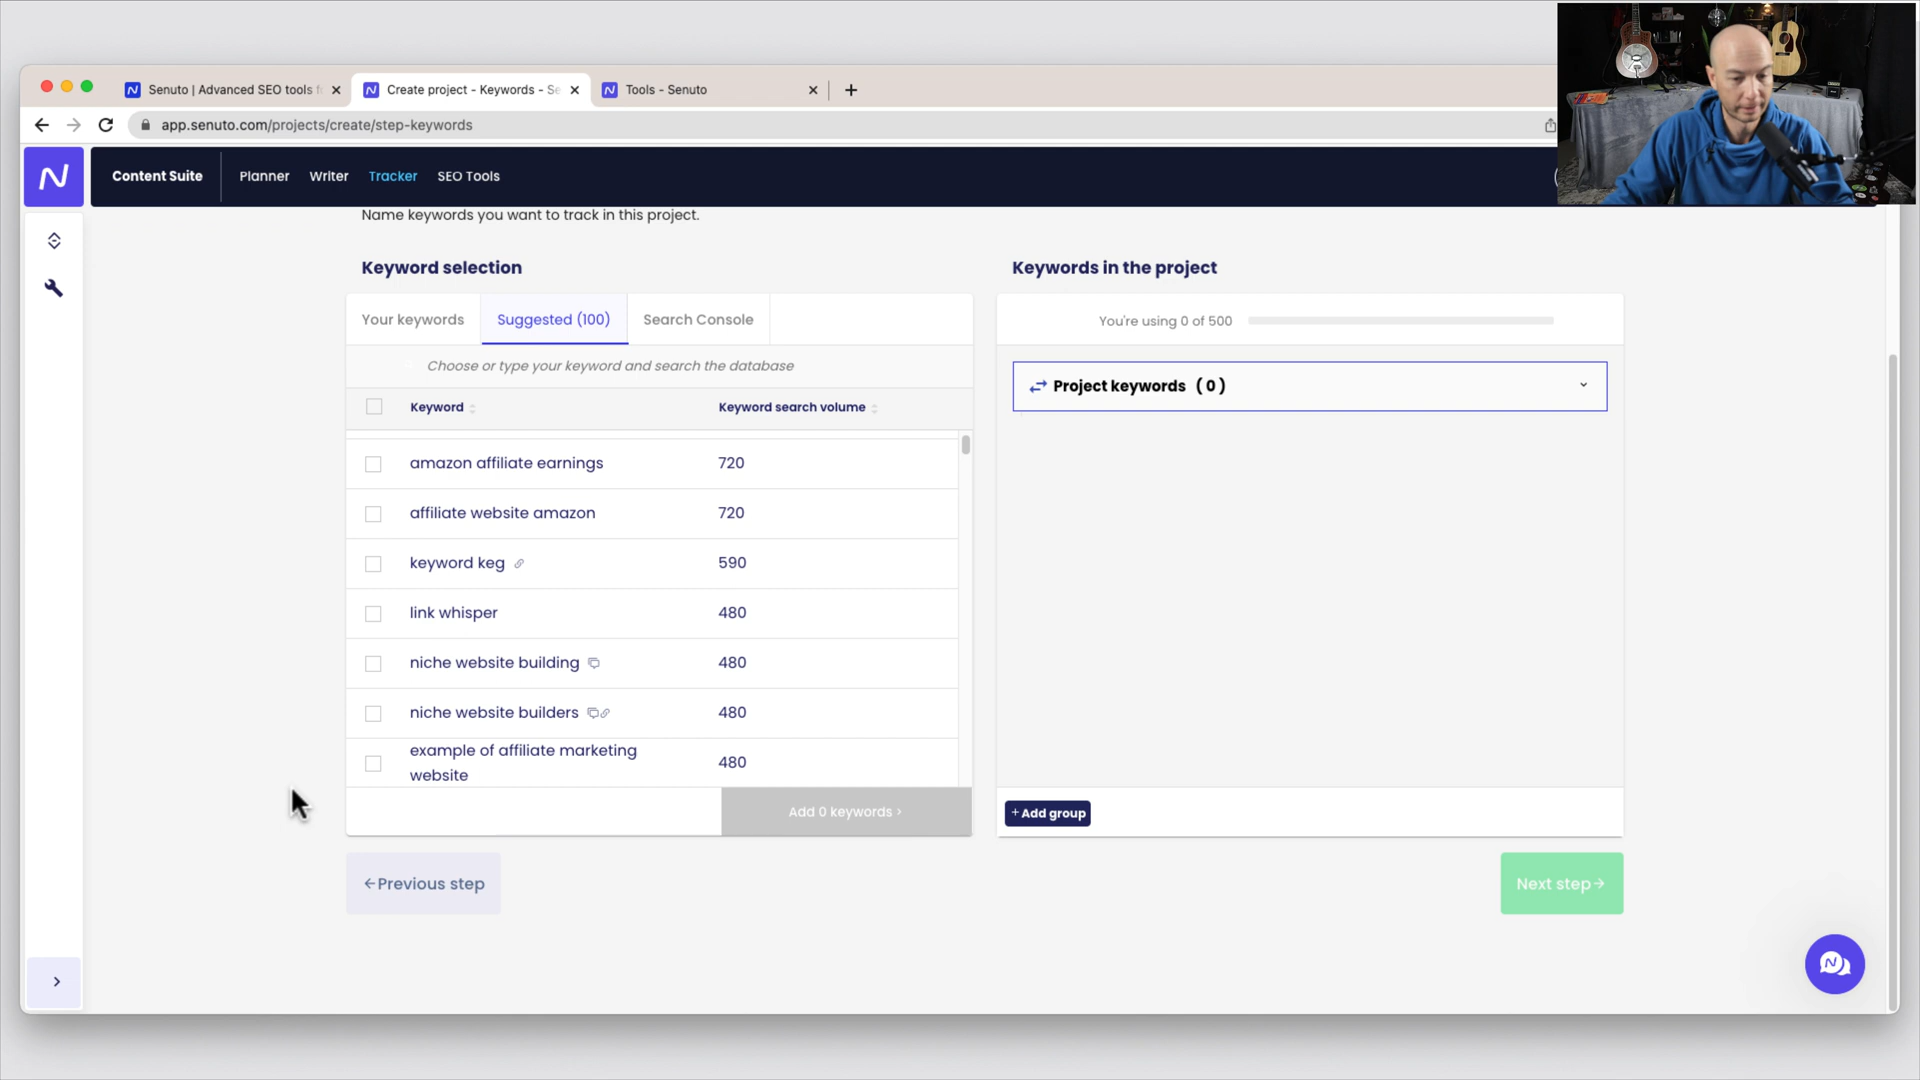 Senuto | Advanced SEO tools f
Create project - Keywords - Se
Tools - Senuto
app.senuto.com/projects/create/step-keywords
Content Suite
Planner
Writer
Tracker
SEO Tools
Name keywords you want to track in this project.
Keyword selection
Keywords in the project
Your keywords
Suggested (100)
Search Console
You're using 0 of 500
Choose or type your keyword and search the database
Project keywords ( 0 )
Keyword
Keyword search volume
amazon affiliate earnings
720
affiliate website amazon
720
keyword keg
590
link whisper
480
niche website building
480
niche website builders
480
example of affiliate marketing
website
480
Add 0 keywords >
+ Add group
←Previous step
Next step→